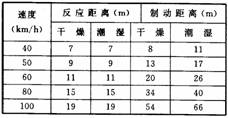 速度 (km/h) 反应距离(m) 制动距离(m)
干燥 潮湿 干燥 潮湿
40 7 7 8 11
50 9 9 13 17
60 11 11 20 26
80 15 15 34 40
100 19 19 54 66